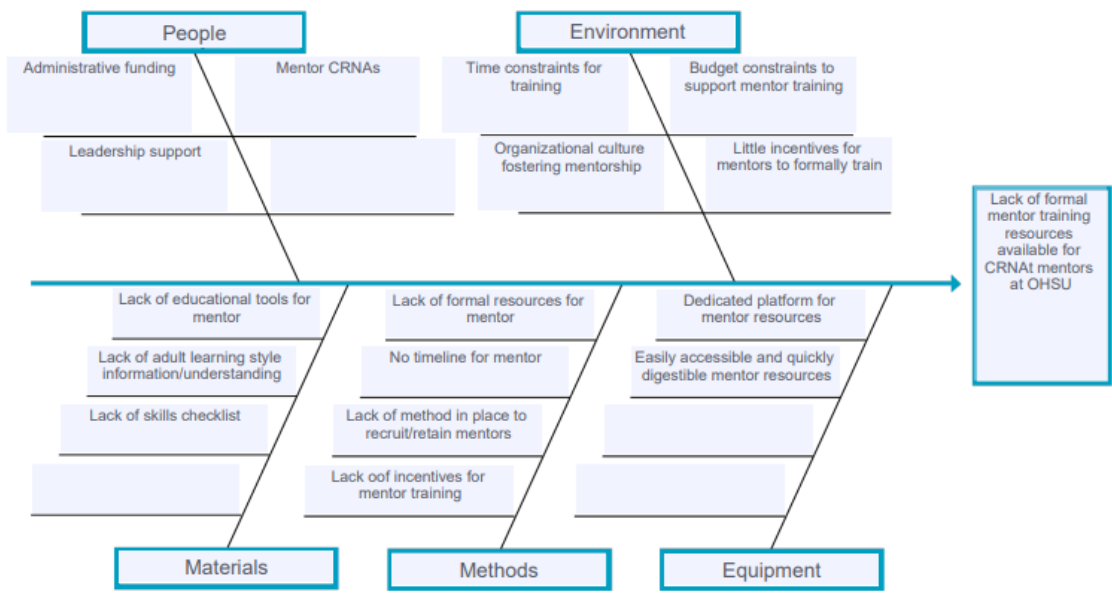 People
Environment
Administrative funding
Mentor CRNAs
Time constraints for
training
Budget constraints to
support mentor training
Leadership support
Organizational culture
fostering mentorship
Little incentives for
mentors to formally train
Lack of formal
mentor training
resources
available for
CRNAt mentors
at OHSU
Lack of educational tools for
mentor
Lack of formal resources for
mentor
Dedicated platform for
mentor resources
Lack of adult learning style
information/understanding
No timeline for mentor
Easily accessible and quickly
digestible mentor resources
Lack of skills checklist
Lack of method in place to
recruit/retain mentors
Lack oof incentives for
mentor training
Materials
Methods
Equipment